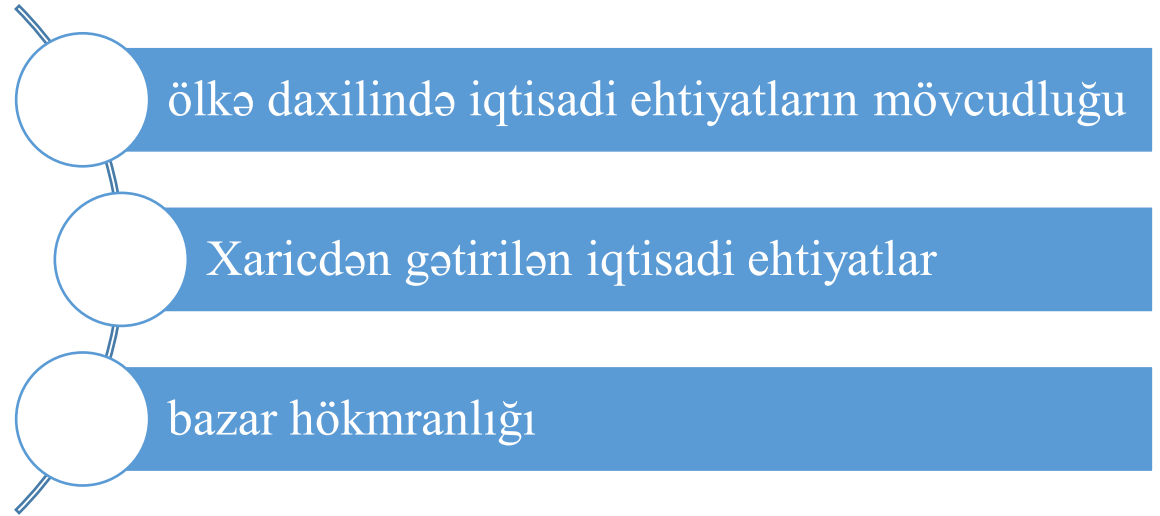 ölkə daxilində iqtisadi ehtiyatların mövcudluğu
Xaricdən gətirilən iqtisadi ehtiyatlar
bazar hökmranlığı